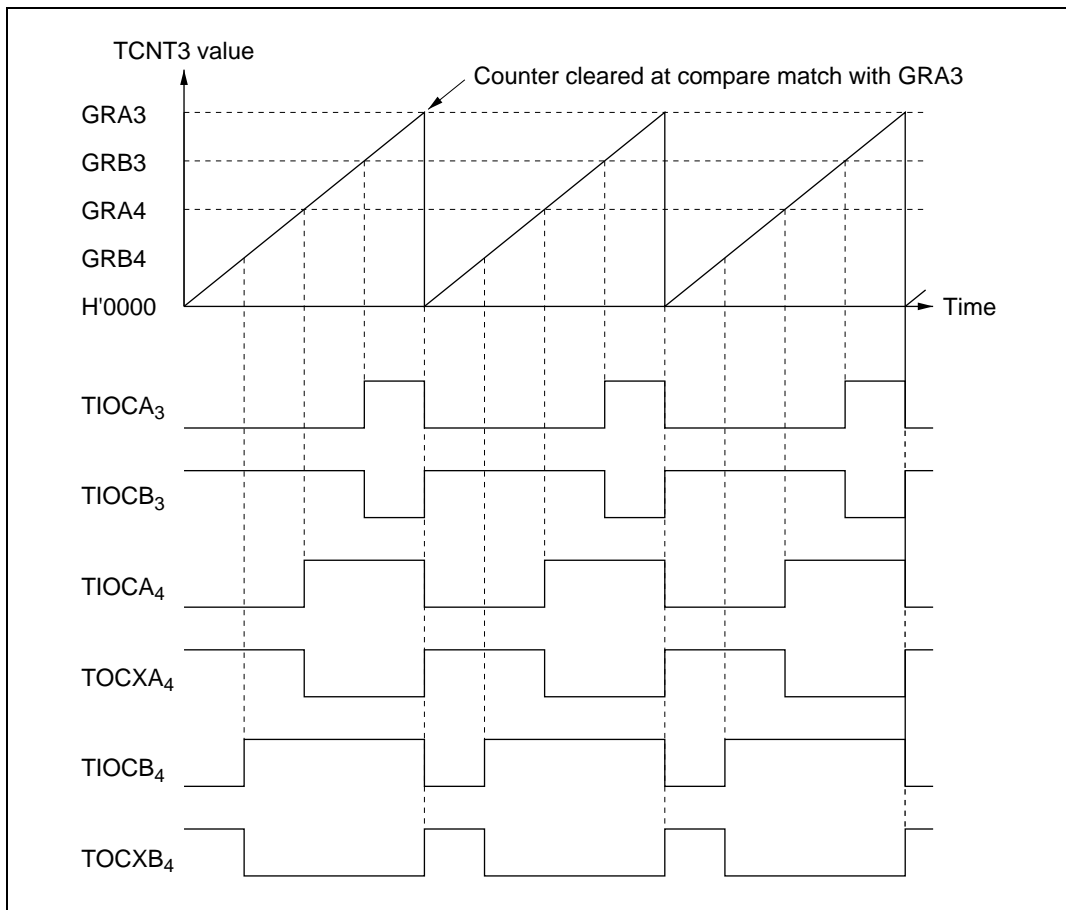 TCNT3 value
Counter cleared at compare match with GRA3
GRA3
GRB3
GRA4
GRB4
H'0000
Time
TIOCA3
TIOCB3
TIOCA4
TOCXA4
TIOCB4
TOCXB4